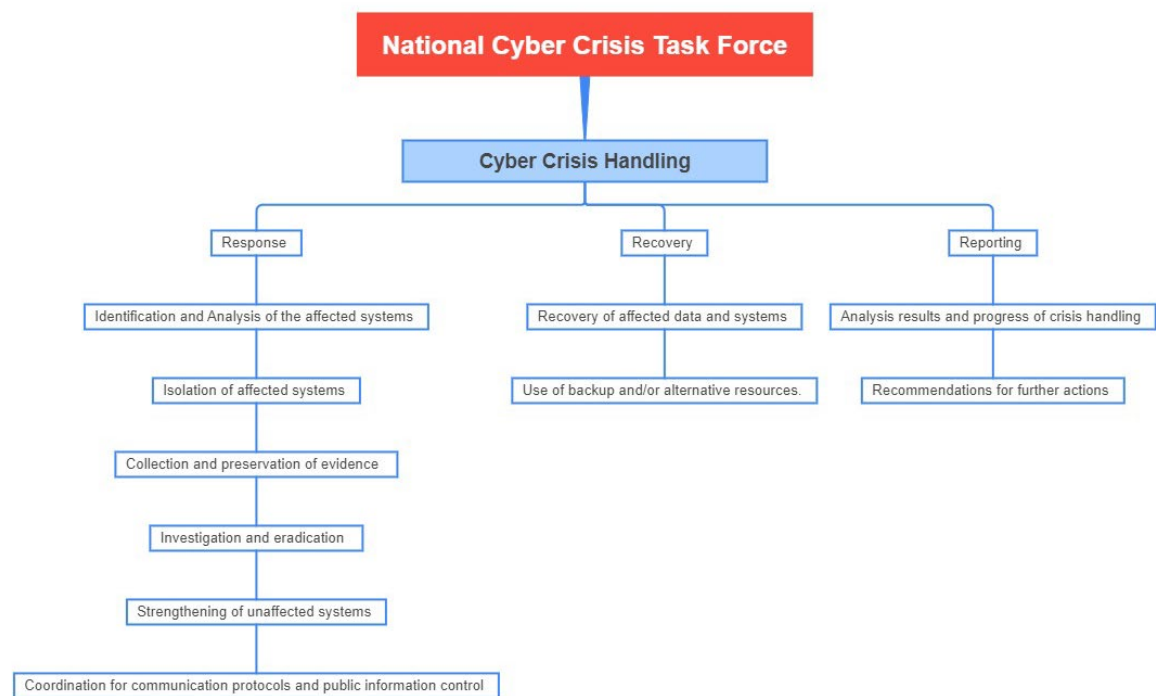 National Cyber Crisis Task Force
Cyber Crisis Handling
Response
Recovery
Reporting
Identification and Analysis of the affected systems
Recovery of affected data and systems
Analysis results and progress of crisis handling
Isolation of affected systems
Use of backup and/or alternative resources.
Recommendations for further actions
Collection and preservation of evidence
Investigation and eradication
Strengthening of unaffected systems
Coordination for communication protocols and public information control